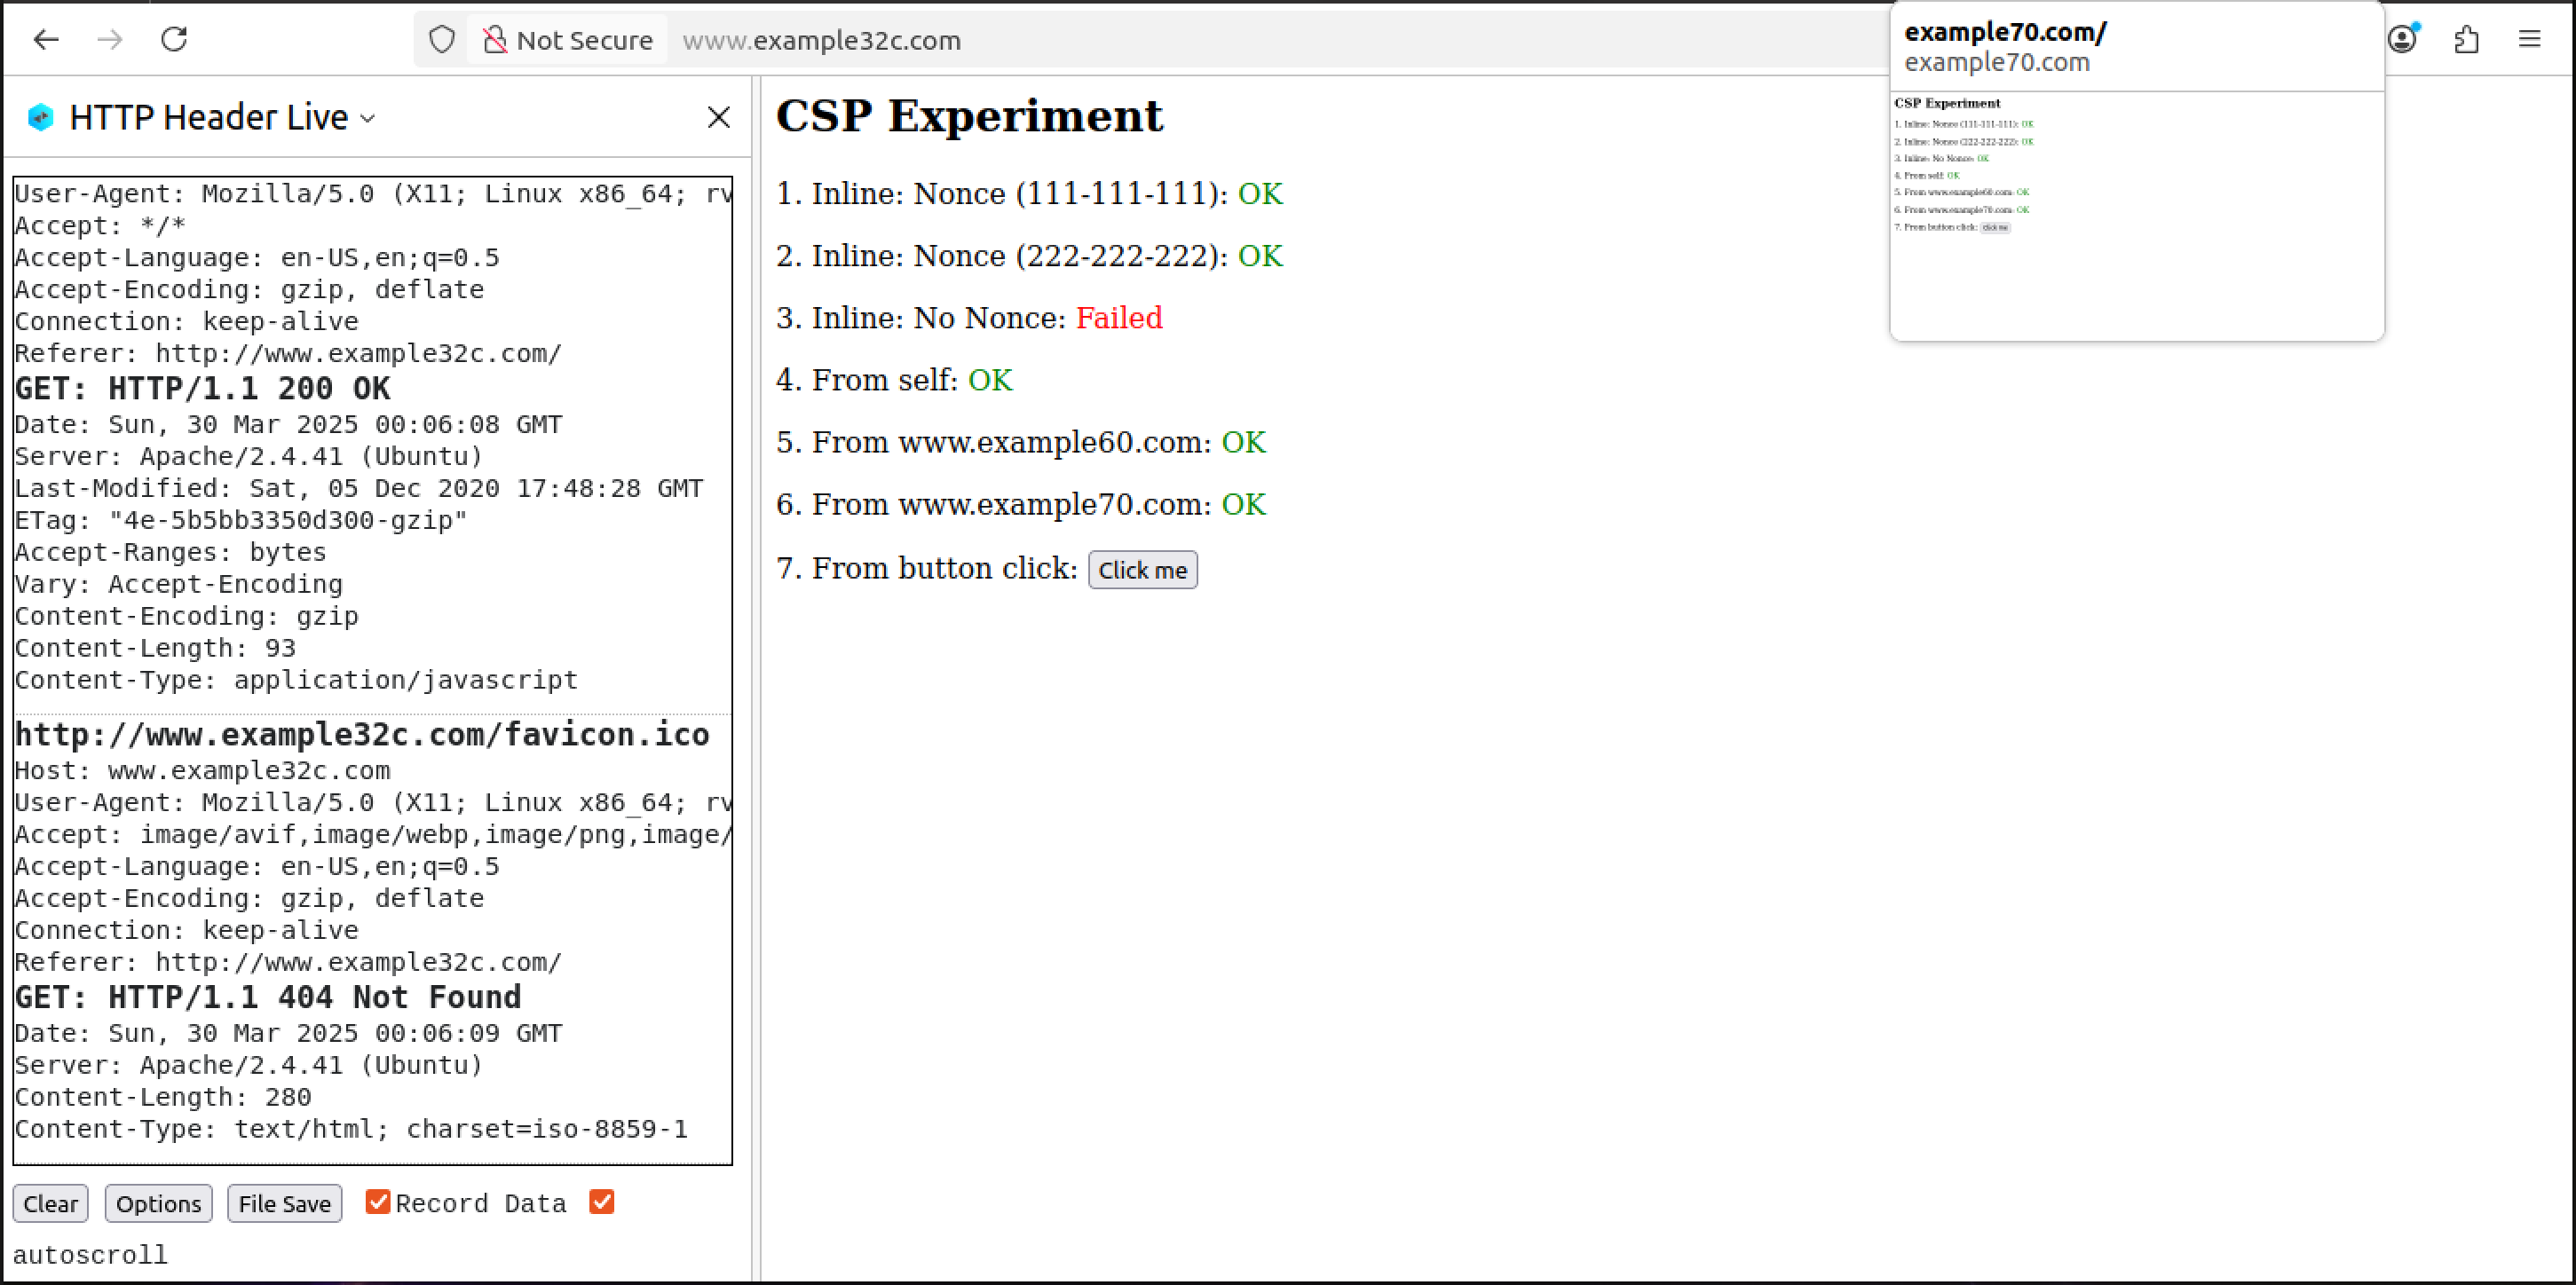 Not Secure www.example32c.com
example70.com/
example70.com
HTTP Header Live
User-Agent: Mozilla/5.0 (X11; Linux x86_64; rv
Accept: */*
Accept-Language: en-US,en;q=0.5
Accept-Encoding: gzip, deflate
Connection: keep-alive
Referer: http://www.example32c.com/
GET: HTTP/1.1 200 OK
Date: Sun, 30 Mar 2025 00:06:08 GMT
Server: Apache/2.4.41 (Ubuntu)
Last-Modified: Sat, 05 Dec 2020 17:48:28 GMT
ETag: "4e-5b5bb3350d300-gzip"
Accept-Ranges: bytes
Vary: Accept-Encoding
Content-Encoding: gzip
Content-Length: 93
Content-Type: application/javascript
http://www.example32c.com/favicon.ico
Host: www.example32c.com
User-Agent: Mozilla/5.0 (X11; Linux x86_64; rv
Accept: image/avif,image/webp,image/png,image/
Accept-Language: en-US,en;q=0.5
Accept-Encoding: gzip, deflate
Connection: keep-alive
Referer: http://www.example32c.com/
GET: HTTP/1.1 404 Not Found
Date: Sun, 30 Mar 2025 00:06:09 GMT
Server: Apache/2.4.41 (Ubuntu)
Content-Length: 280
Content-Type: text/html; charset=iso-8859-1
Clear Options File Save Record Data
autoscroll
CSP Experiment
1. Inline: Nonce (111-111-111): OK
2. Inline: Nonce (222-222-222): OK
3. Inline: No Nonce: Failed
4. From self: OK
5. From www.example60.com: OK
6. From www.example70.com: OK
7. From button click: Click me
CSP Experiment
1. Inline: Nonce (111-111-111): OK
2. Inline: Nonce (222-222-222): OK
3. Inline: No Nonce: OK
4. From self: OK
5. From www.example60.com: OK
6. From www.example70.com: OK
7. From button click: Click me